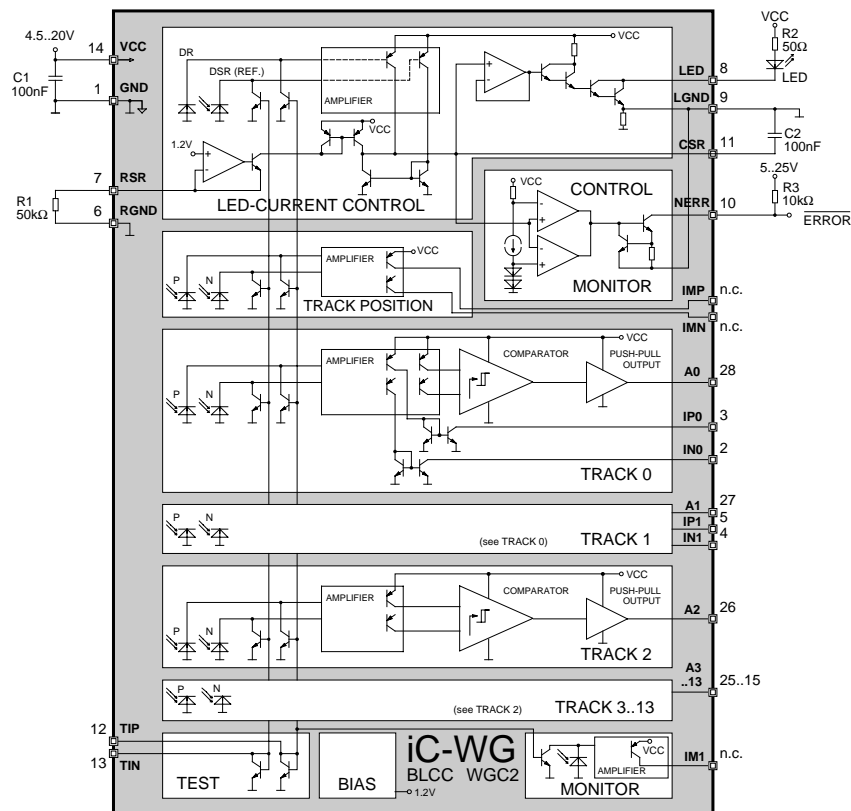 4.5..20V
14 VCC
C1
100nF
1 GND
7 RSR
R1
50kΩ
6 RGND
DR
DSR (REF.)
AMPLIFIER
VCC
1.2V
VCC
LED-CURRENT CONTROL
VCC
R2
50Ω
LED
LED 8
LGND 9
CSR 11
C2
100nF
5..25V
R3
10kΩ
NERR 10
ERROR
VCC
CONTROL
MONITOR
P N
AMPLIFIER
VCC
TRACK POSITION
IMP n.c.
IMN n.c.
P N
AMPLIFIER
VCC
COMPARATOR
PUSH-PULL
OUTPUT
A0 28
IP0 3
IN0 2
TRACK 0
P N
(see TRACK 0)
TRACK 1
A1 27
IP1 5
IN1 4
P N
AMPLIFIER
VCC
COMPARATOR
PUSH-PULL
OUTPUT
A2 26
TRACK 2
P N
(see TRACK 2)
TRACK 3..13
A3
..13 25..15
12 TIP
13 TIN
TEST
BIAS
1.2V
iC-WG
BLCC WGC2
VCC
AMPLIFIER
MONITOR
IM1 n.c.